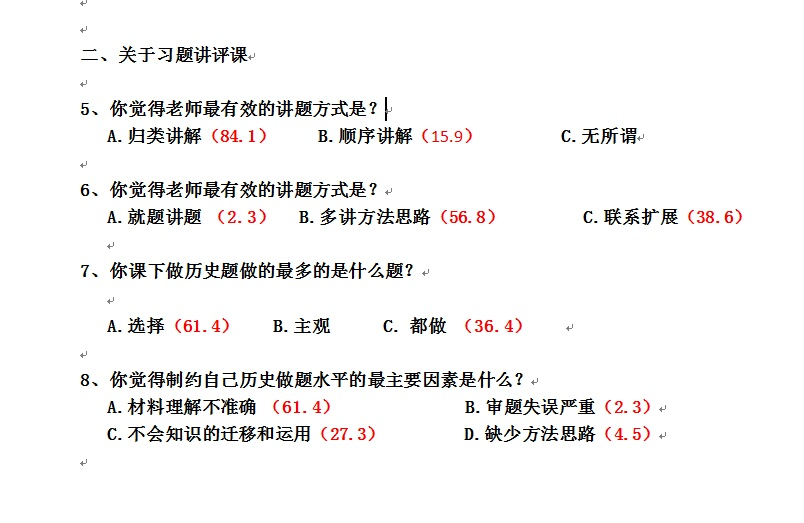 二、关于习题讲评课
5、你觉得老师最有效的讲题方式是？
A.归类讲解（84.1） B.顺序讲解（15.9） C.无所谓
6、你觉得老师最有效的讲题方式是？
A.就题讲题 （2.3） B.多讲方法思路（56.8） C.联系扩展（38.6）
7、你课下做历史题做的最多的是什么题？
A.选择（61.4） B.主观 C. 都做 （36.4）
8、你觉得制约自己历史做题水平的最主要因素是什么？
A.材料理解不准确 （61.4） B.审题失误严重（2.3）
C.不会知识的迁移和运用（27.3） D.缺少方法思路（4.5）